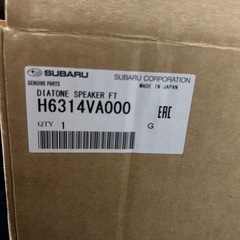 SUBARU
SUBARU CORPORATION
GENUINE PARTS
MADE IN JAPAN
DIATONE SPEAKER FT
H6314VA000
EAC
QTY 1 G